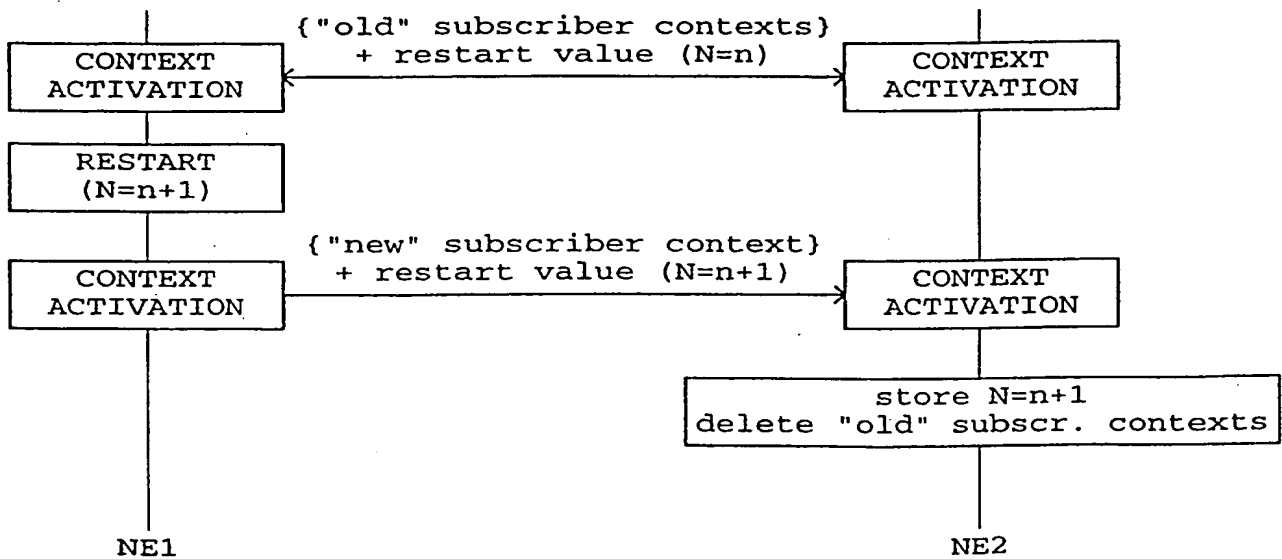 {"old" subscriber contexts}
+ restart value (N=n)
CONTEXT
ACTIVATION
CONTEXT
ACTIVATION
RESTART
(N=n+1)
{"new" subscriber context}
+ restart value (N=n+1)
CONTEXT
ACTIVATION
CONTEXT
ACTIVATION
store N=n+1
delete "old" subscr. contexts
NE1
NE2